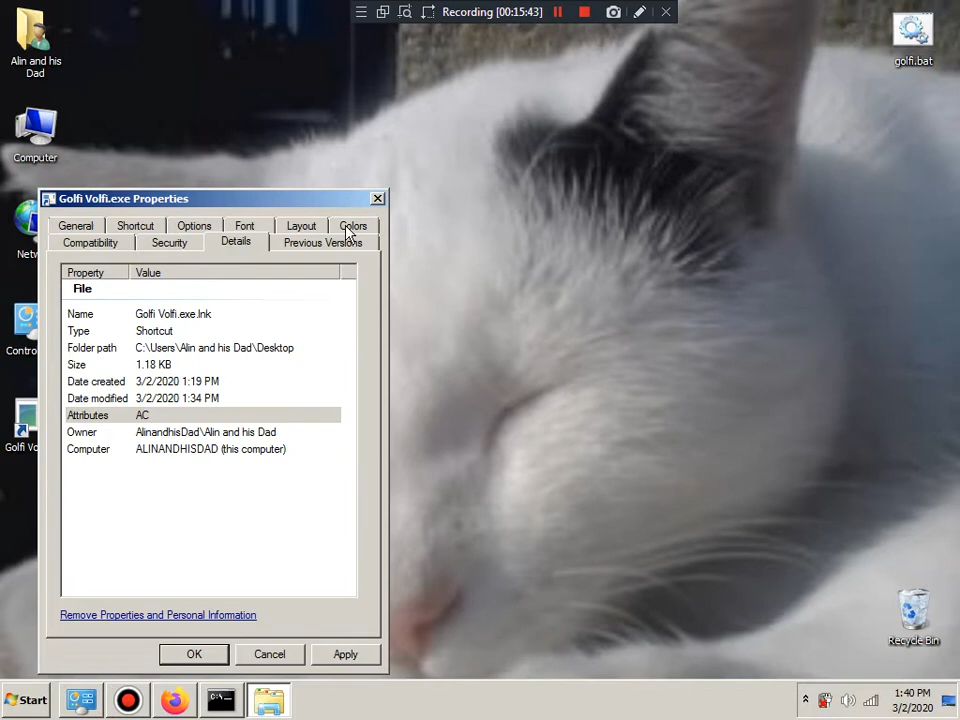 Recording [00:15:43]
Alin and his
Dad
golfi.bat
Computer
Golfi Volfi.exe Properties
General
Shortcut
Options
Font
Layout
Colors
Compatibility
Security
Details
Previous Versions
Property
Value
File
Name
Golfi Volfi.exe.lnk
Type
Shortcut
Folder path
C:\Users\Alin and his Dad\Desktop
Size
1.18 KB
Date created
3/2/2020 1:19 PM
Date modified
3/2/2020 1:34 PM
Attributes
AC
Owner
AlinandhisDad\Alin and his Dad
Computer
ALINANDHISDAD (this computer)
Netw
Contro
Golfi Vo
Remove Properties and Personal Information
OK
Cancel
Apply
Recycle Bin
Start
C:\
1:40 PM
3/2/2020